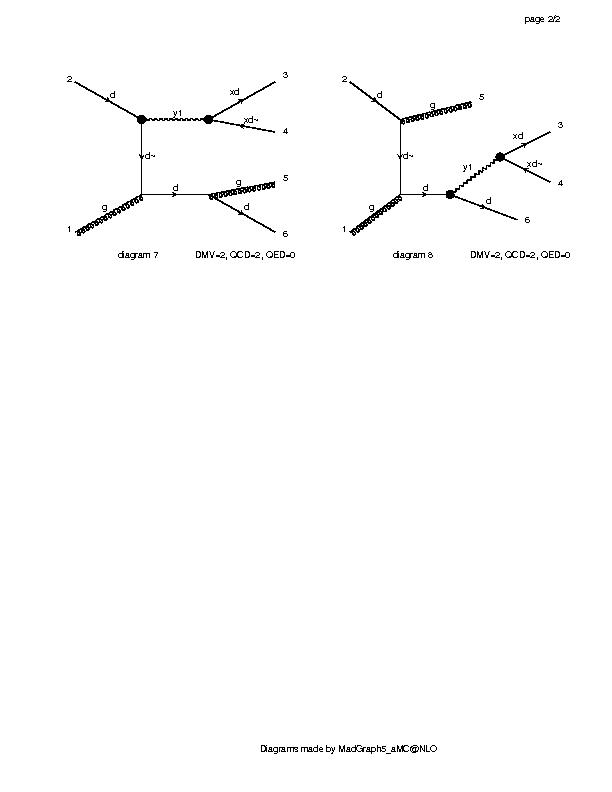 page 2/2
2 d y1 xd 3
xd~ 4
d~
g 5
d
g d
1 6
diagram 7 DMV=2, QCD=2, QED=0
2 d g 5
xd 3
d~ y1 xd~
4
d
g d
1 6
diagram 8 DMV=2, QCD=2, QED=0
Diagrams made by MadGraph5_aMC@NLO